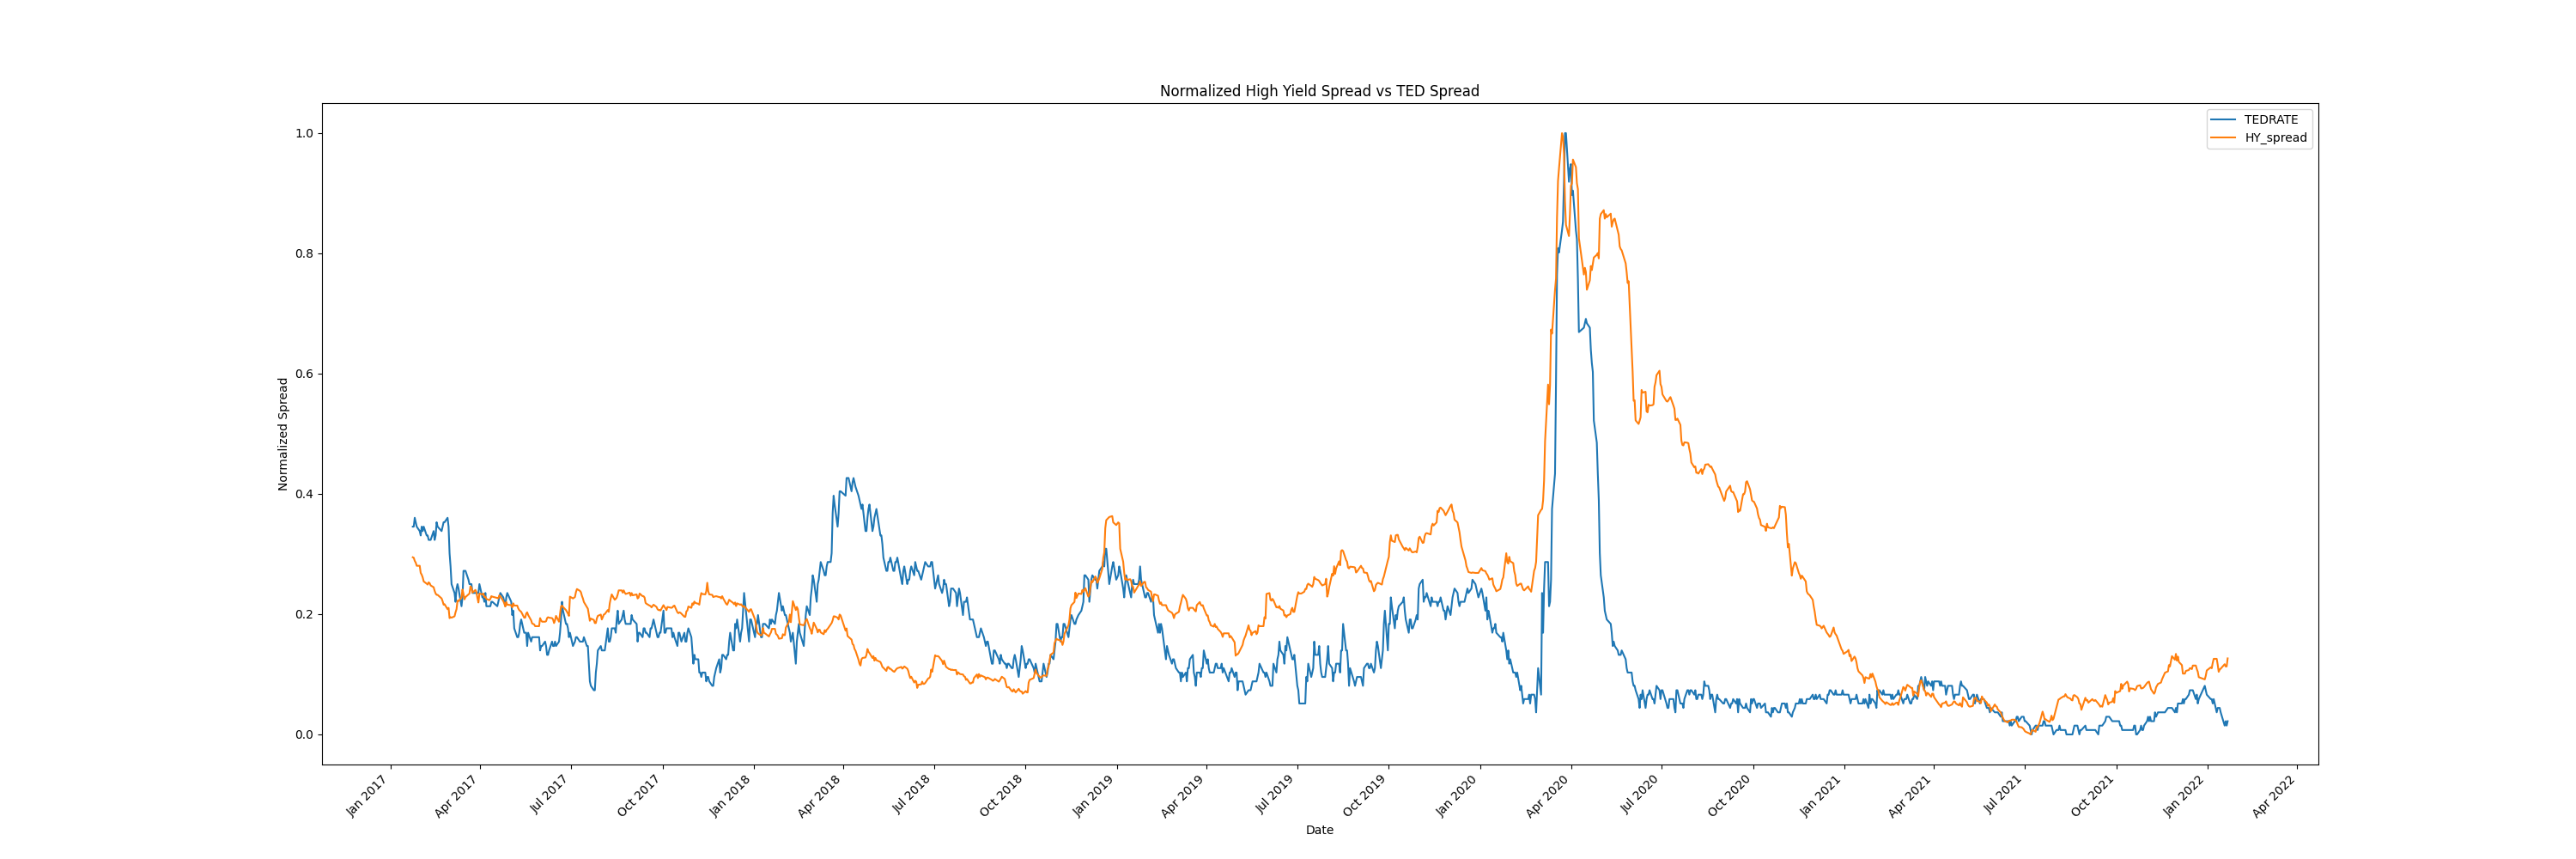 Normalized High Yield Spread vs TED Spread
TEDRATE
HY_spread
1.0
0.8
0.6
0.4
0.2
0.0
Normalized Spread
Jan 2017
Apr 2017
Jul 2017
Oct 2017
Jan 2018
Apr 2018
Jul 2018
Oct 2018
Jan 2019
Apr 2019
Jul 2019
Oct 2019
Jan 2020
Apr 2020
Jul 2020
Oct 2020
Jan 2021
Apr 2021
Jul 2021
Oct 2021
Jan 2022
Apr 2022
Date